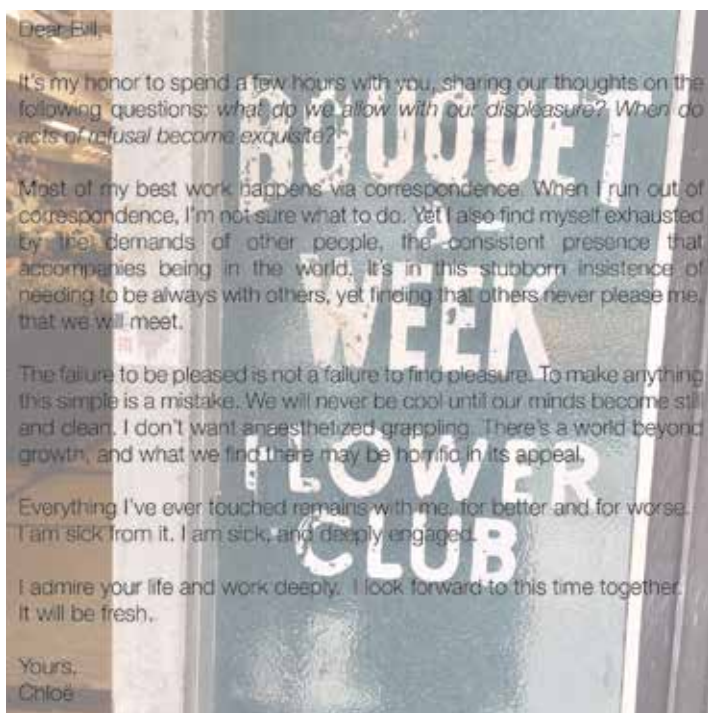 Dear Bill,
It's my honor to spend a few hours with you, sharing our thoughts on the
following questions: what do we allow with our displeasure? When do
acts of refusal become exquisite?
Most of my best work happens via correspondence. When I run out of
correspondence, I'm not sure what to do. Yet I also find myself exhausted
by the demands of other people, the consistent presence that
accompanies being in the world. It's in this stubborn insistence of
needing to be always with others, yet finding that others never please me,
that we will meet.
The failure to be pleased is not a failure to find pleasure. To make anything
this simple is a mistake. We will never be cool until our minds become still
and clean. I don't want anaesthetized grappling. There's a world beyond
growth, and what we find there may be horrific in its appeal.
Everything I've ever touched remains with me, for better and for worse.
I am sick from it. I am sick, and deeply engaged.
I admire your life and work deeply. I look forward to this time together.
It will be fresh.
Yours,
Chloë
BOUQUET
-A-
WEEK
FLOWER
CLUB